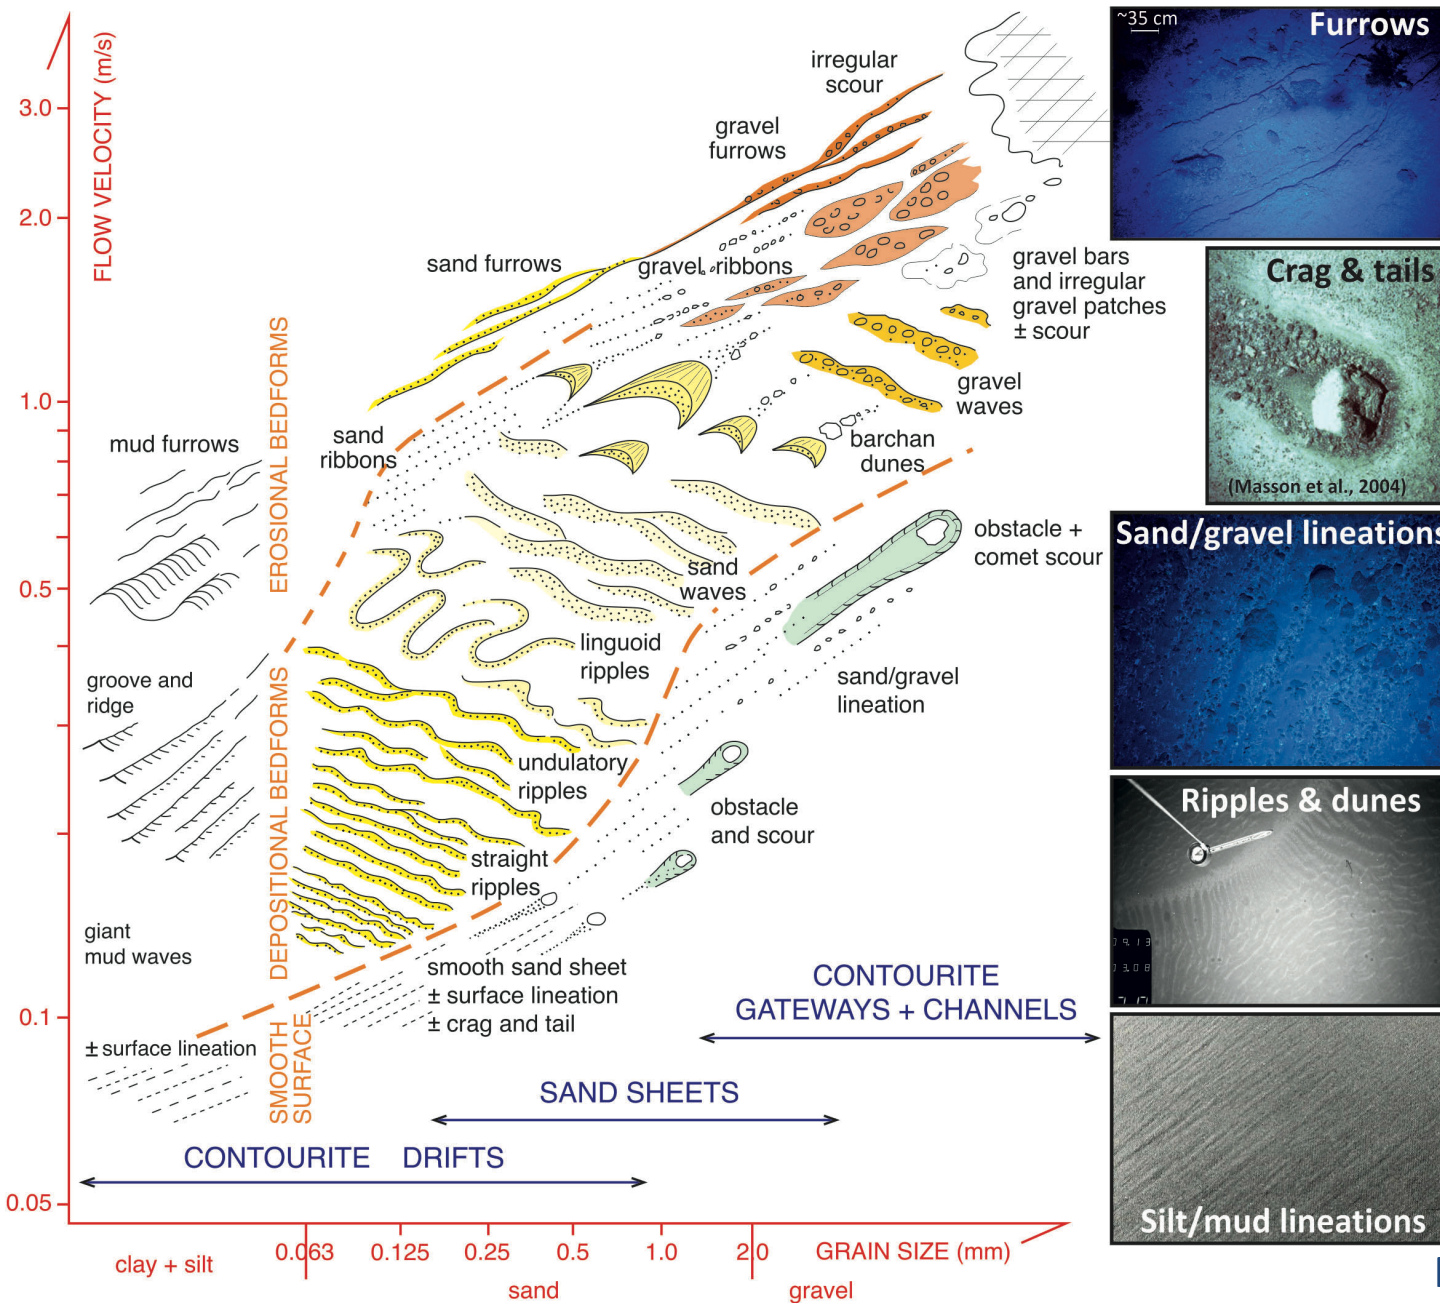 FLOW VELOCITY (m/s)
3.0
2.0
1.0
0.5
0.1
0.05
irregular
scour
gravel
furrows
sand furrows
gravel ribbons
gravel bars
and irregular
gravel patches
± scour
gravel
waves
barchan
dunes
sand
ribbons
mud furrows
EROSIONAL BEDFORMS
obstacle +
comet scour
sand
waves
linguoid
ripples
sand/gravel
lineation
groove and
ridge
DEPOSITIONAL BEDFORMS
undulatory
ripples
obstacle
and scour
straight
ripples
giant
mud waves
smooth sand sheet
± surface lineation
± crag and tail
± surface lineation
SMOOTH
SURFACE
CONTOURITE
GATEWAYS + CHANNELS
SAND SHEETS
CONTOURITE DRIFTS
0.063
0.125
0.25
0.5
1.0
2.0
GRAIN SIZE (mm)
clay + silt
sand
gravel
~35 cm
Furrows
Crag & tails
(Masson et al., 2004)
Sand/gravel lineations
Ripples & dunes
Silt/mud lineations